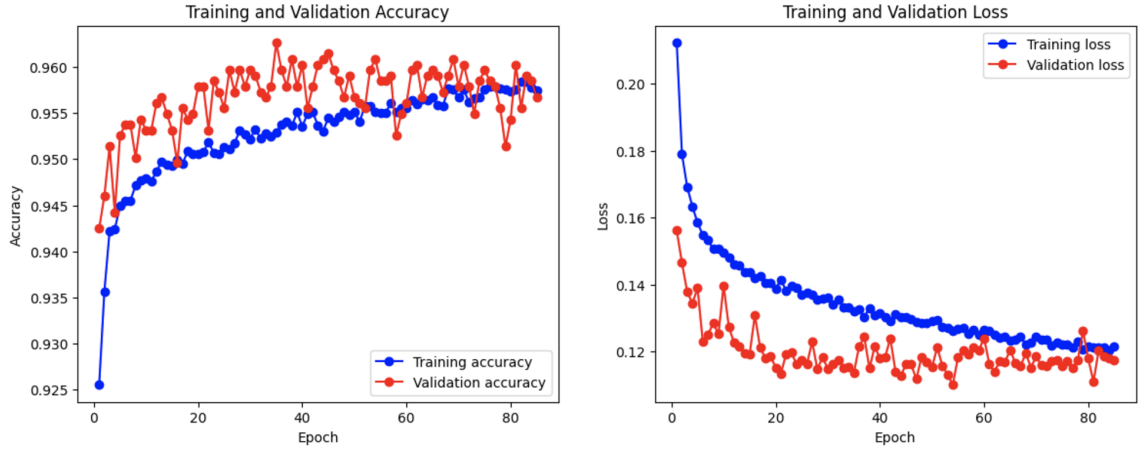 Training and Validation Accuracy
0.960
0.955
0.950
0.945
0.940
0.935
0.930
0.925
Accuracy
0 20 40 60 80
Epoch
Training accuracy
Validation accuracy
Training and Validation Loss
0.20
0.18
0.16
0.14
0.12
Loss
0 20 40 60 80
Epoch
Training loss
Validation loss